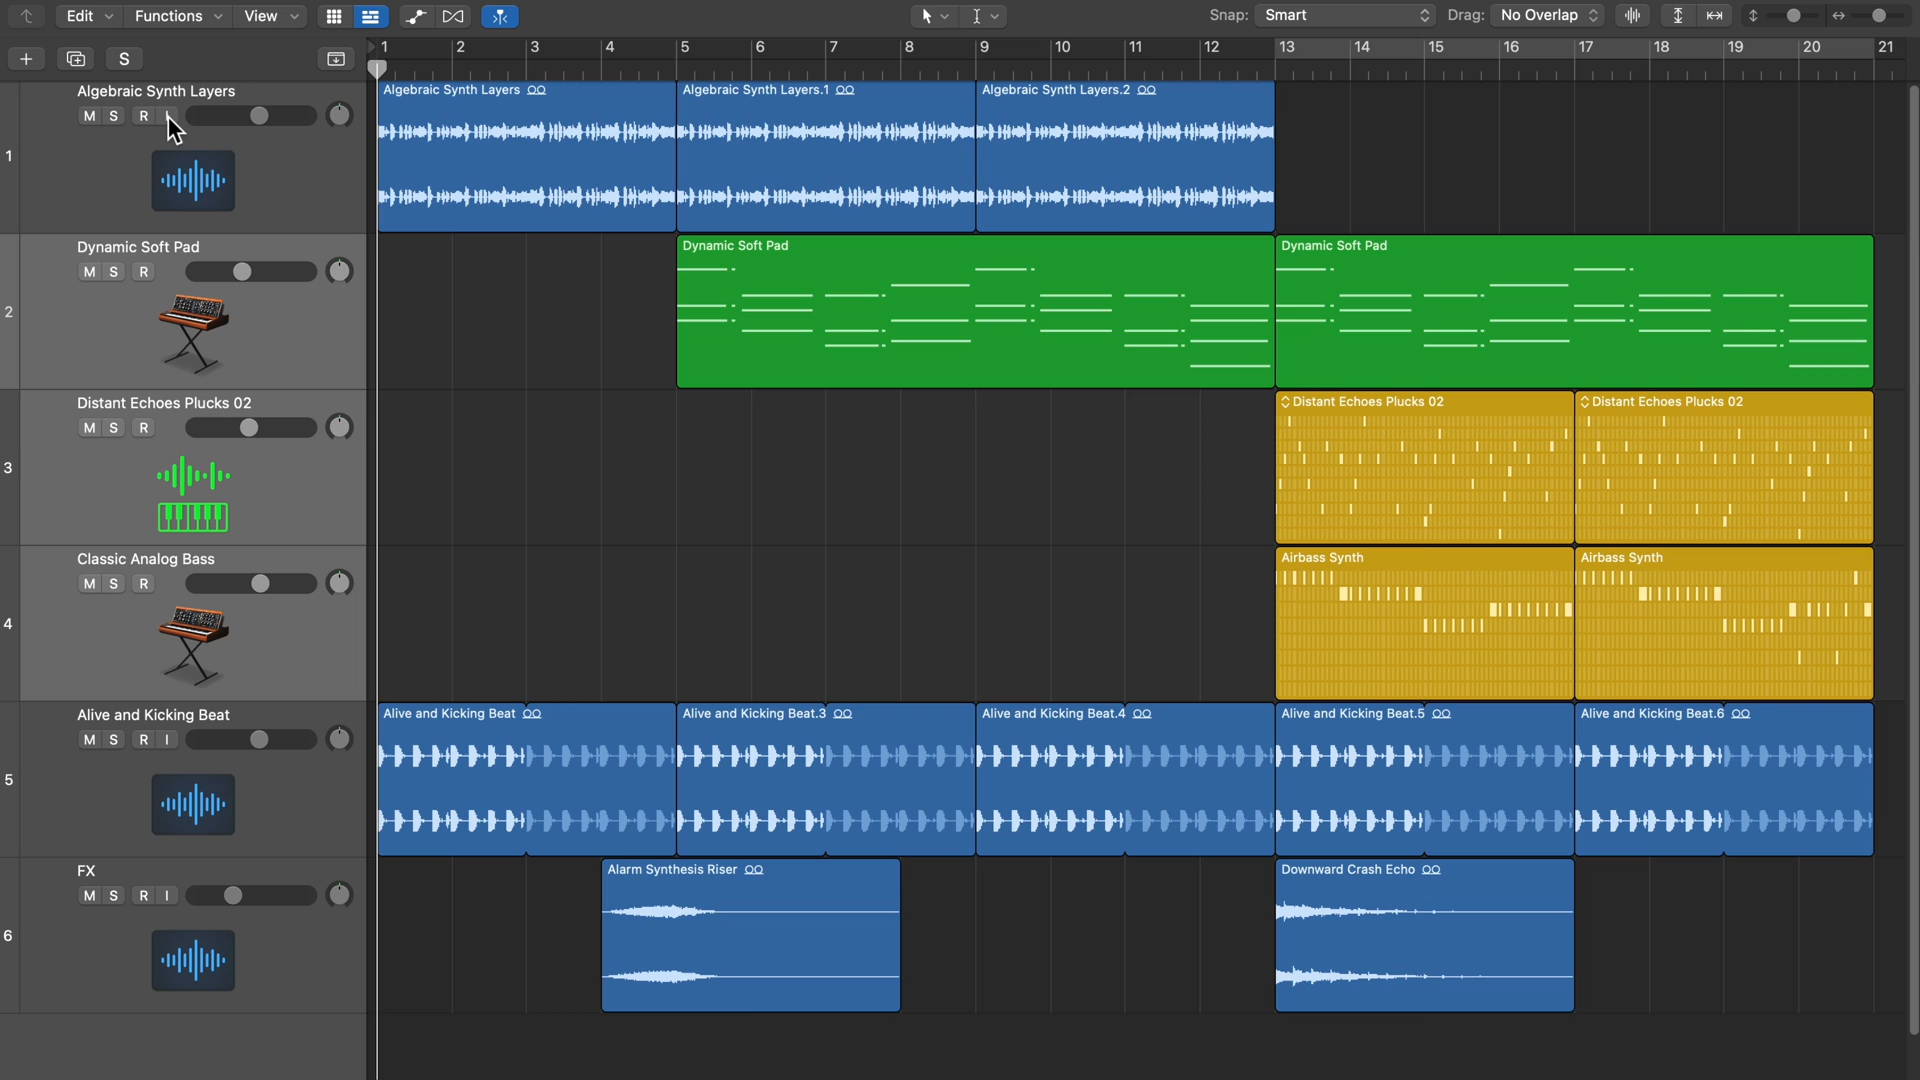 Edit Functions View Snap: Smart Drag: No Overlap
S 1 2 3 4 5 6 7 8 9 10 11 12 13 14 15 16 17 18 19 20 21
Algebraic Synth Layers
M S R
1
Algebraic Synth Layers
Algebraic Synth Layers.1
Algebraic Synth Layers.2
Dynamic Soft Pad
M S R
2
Dynamic Soft Pad
Dynamic Soft Pad
Distant Echoes Plucks 02
M S R
3
Distant Echoes Plucks 02
Distant Echoes Plucks 02
Classic Analog Bass
M S R
4
Airbass Synth
Airbass Synth
Alive and Kicking Beat
M S R I
5
Alive and Kicking Beat
Alive and Kicking Beat.3
Alive and Kicking Beat.4
Alive and Kicking Beat.5
Alive and Kicking Beat.6
FX
M S R I
6
Alarm Synthesis Riser
Downward Crash Echo